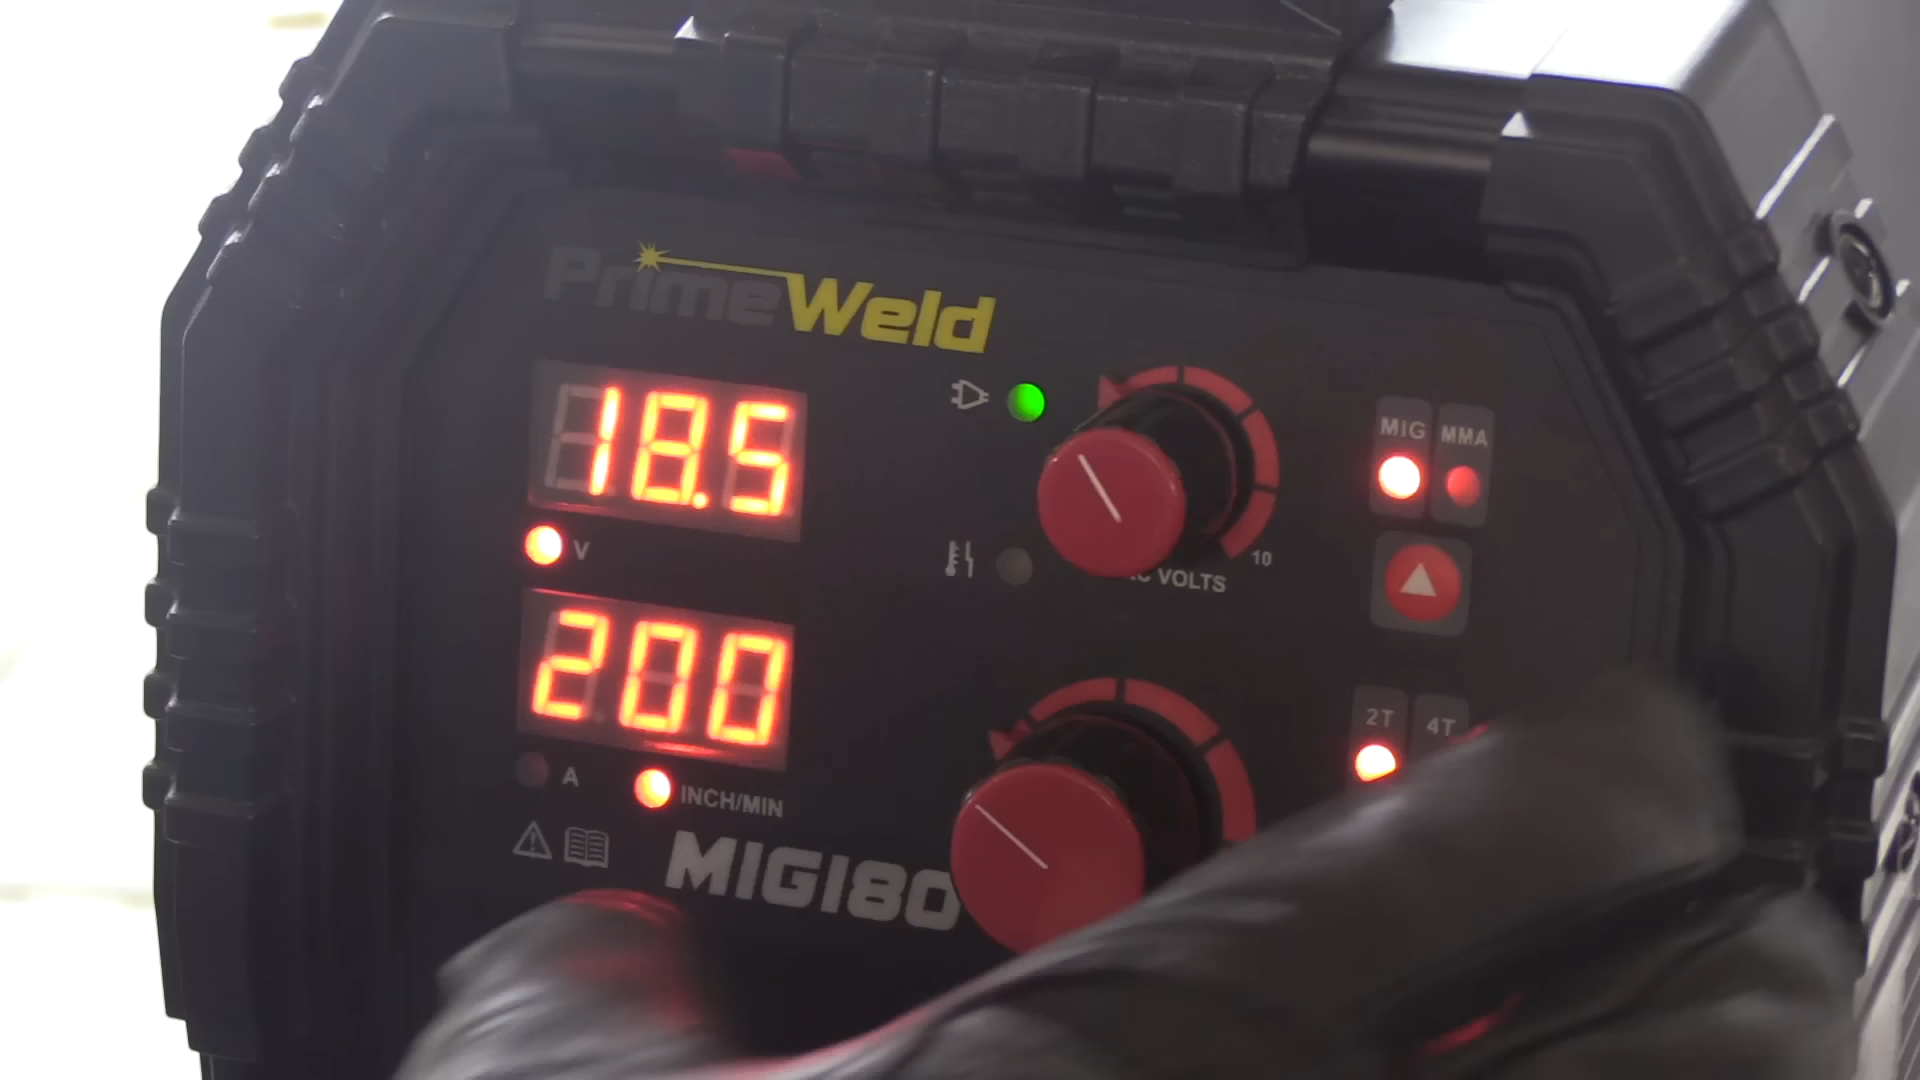 PrimeWeld
18.5
V
10
VOLTS
MIG MMA
200
A INCH/MIN
2T 4T
MIG180